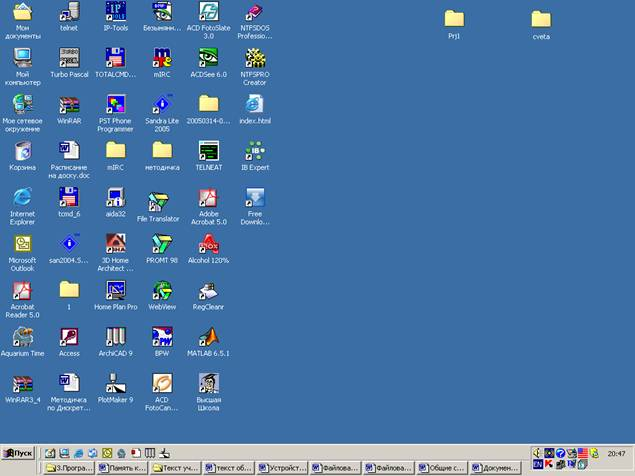 Мои документы
telnet
IP-Tools
Безымянн...
ACD FotoSlate 3.0
NTFSDOS Professio...
Prj1
cveta
Мой компьютер
Turbo Pascal
TOTALCMD...
mIRC
ACDSee 6.0
NTFSPRO Creator
Мое сетевое окружение
WinRAR
PST Phone Programmer
Sandra Lite 2005
20050314-0...
index.html
Корзина
Расписание на доску.doc
mIRC
методичка
TELNEAT
IB Expert
Internet Explorer
tcmd_6
aida32
File Translator
Adobe Acrobat 5.0
Free Downlo...
Microsoft Outlook
san2004.5...
3D Home Architect ...
PROMT 98
Alcohol 120%
Acrobat Reader 5.0
1
Home Plan Pro
WebView
RegCleanr
Aquarium Time
Access
ArchiCAD 9
BPW
MATLAB 6.5.1
WinRAR3_4
Методичка по Дискрет...
PlotMaker 9
ACD FotoCan...
Высшая Школа
Пуск
20:47
3.Програ...
Память к...
Текст уч...
текст об...
Устройст...
Файлова...
Файлова...
Общие с...
Докумен...
EN